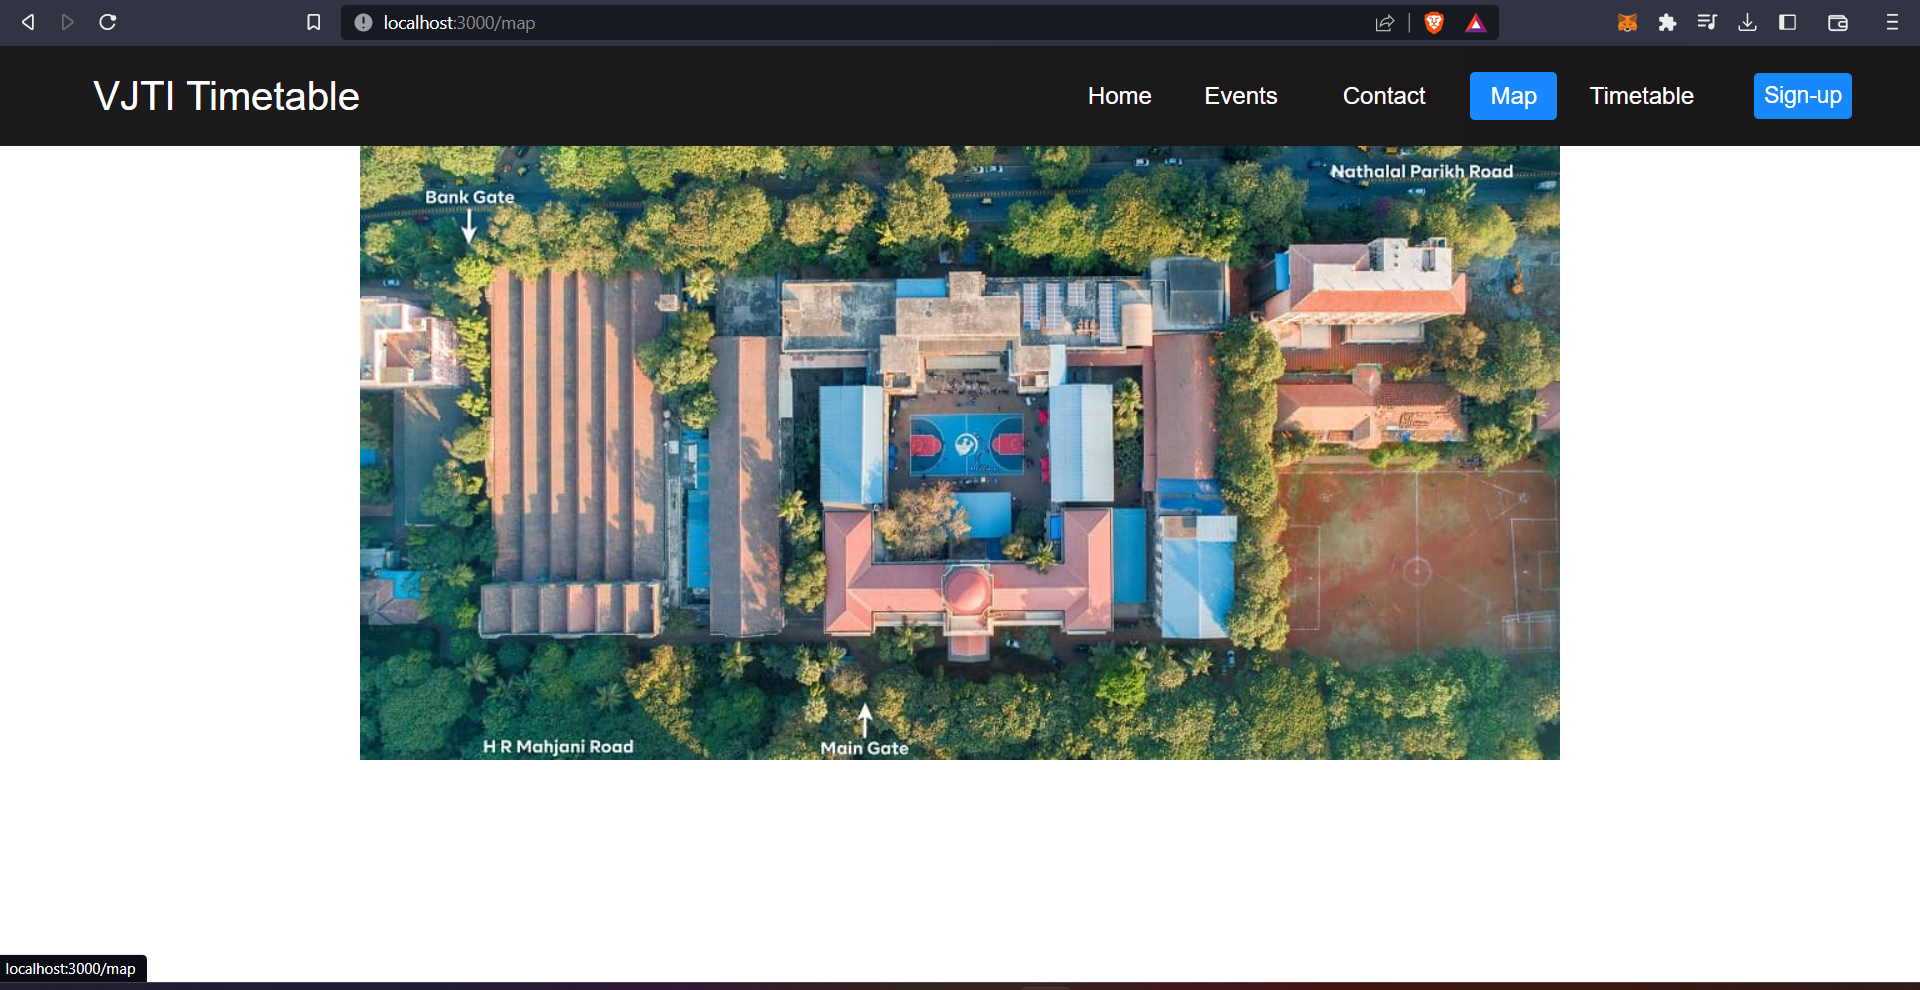 localhost:3000/map
VJTI Timetable
Home
Events
Contact
Map
Timetable
Sign-up
Nathalal Parikh Road
Bank Gate
H R Mahjani Road
Main Gate
localhost:3000/map